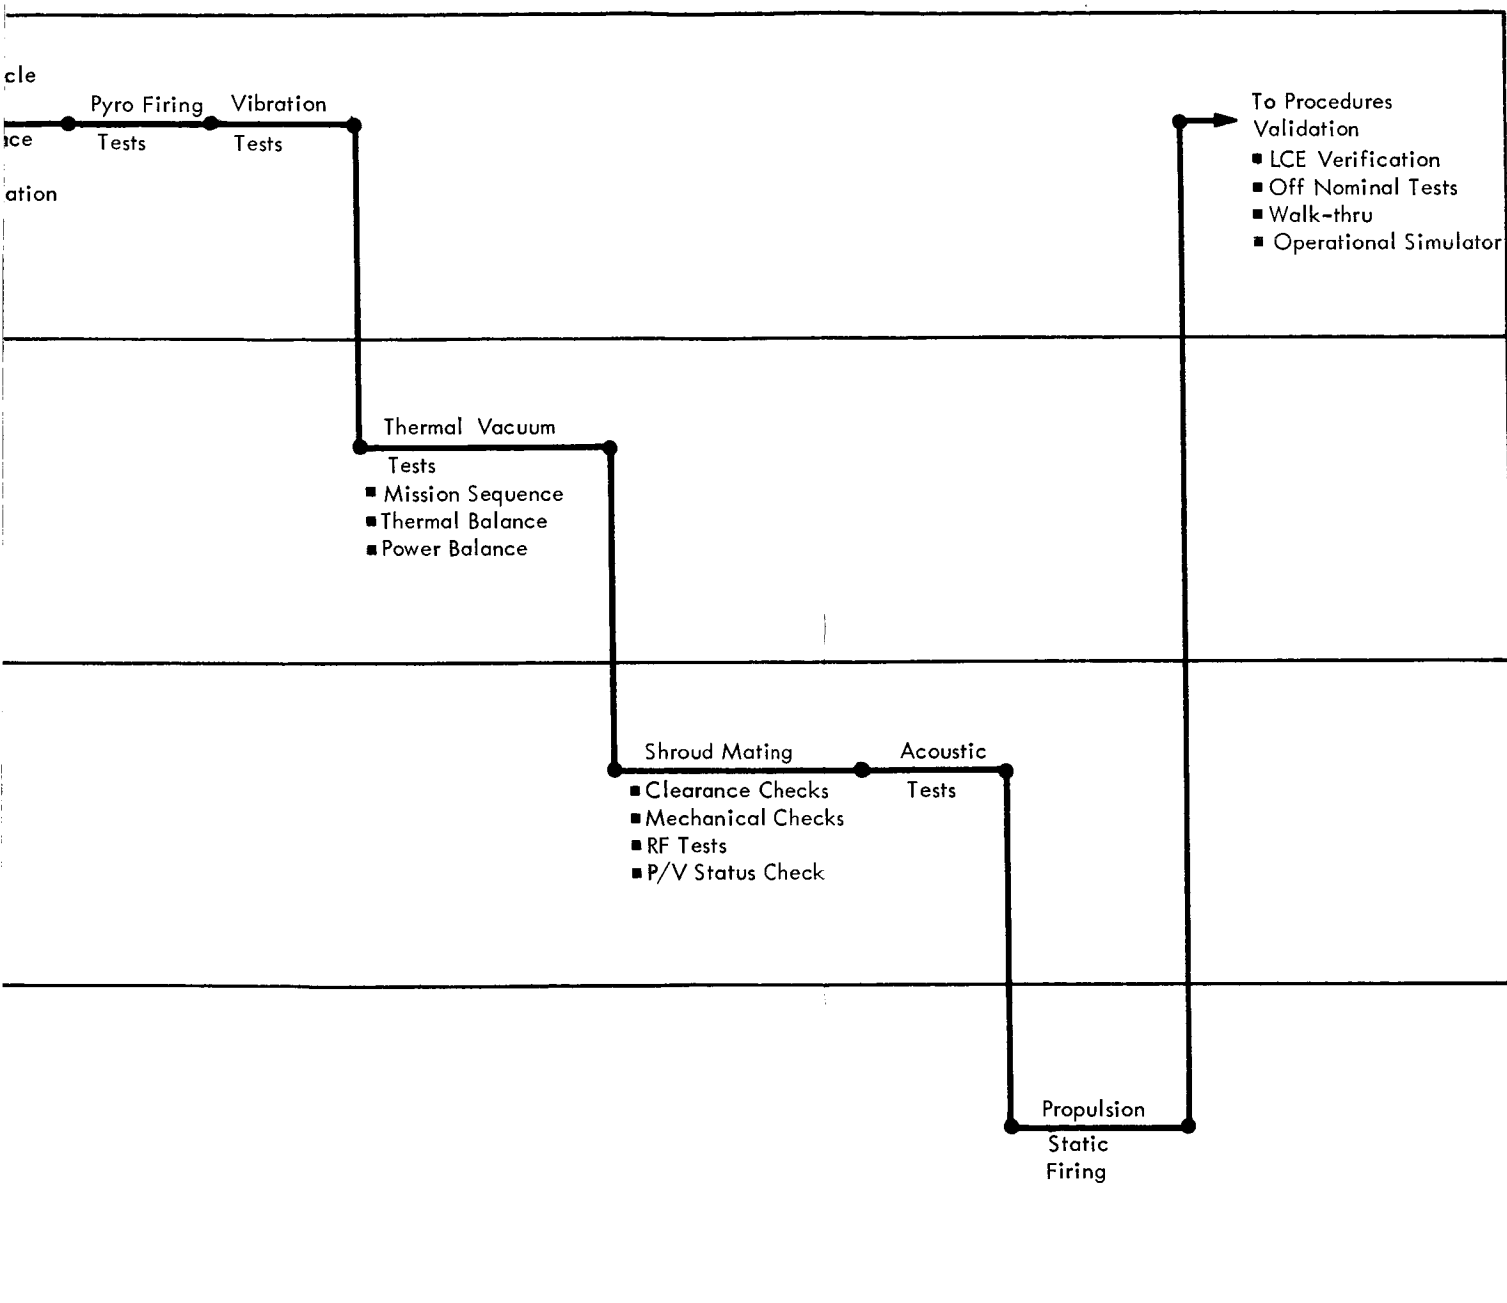 cle
Pyro Firing Vibration
Tests Tests
ation
To Procedures
Validation
■ LCE Verification
■ Off Nominal Tests
■ Walk-thru
■ Operational Simulator
Thermal Vacuum
Tests
■ Mission Sequence
■ Thermal Balance
■ Power Balance
Shroud Mating
■ Clearance Checks
■ Mechanical Checks
■ RF Tests
■ P/V Status Check
Acoustic
Tests
Propulsion
Static
Firing